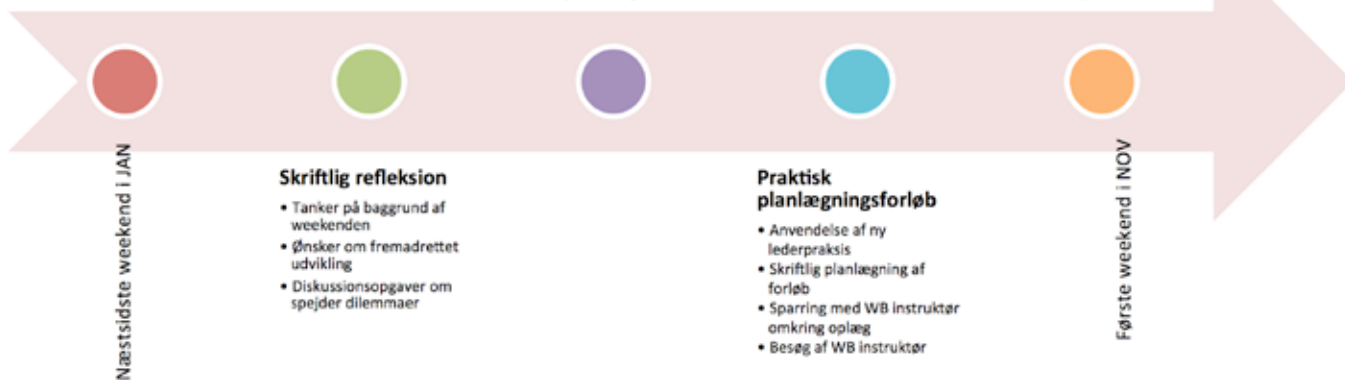 Næstsidste weekend i JAN
Skriftlig refleksion
• Tanker på baggrund af
weekenden
• Ønsker om fremadrettet
udvikling
• Diskussionsopgaver om
spejder dilemmaer
Praktisk
planlægningsforløb
• Anvendelse af ny
lederpraksis
• Skriftlig planlægning af
forløb
• Sparring med WB instruktør
omkring oplæg
• Besøg af WB instruktør
Første weekend i NOV